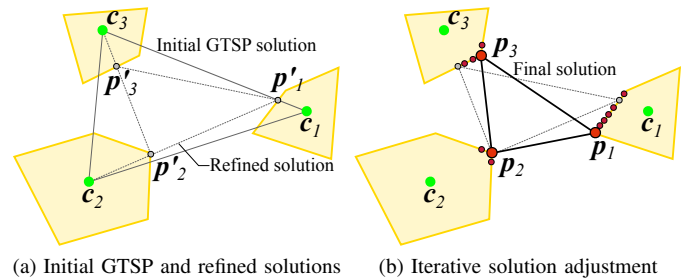 c3
Initial GTSP solution
p'3
p'1
c1
p'2
Refined solution
c2
(a) Initial GTSP and refined solutions
c3
p3
Final solution
c1
p1
p2
c2
(b) Iterative solution adjustment